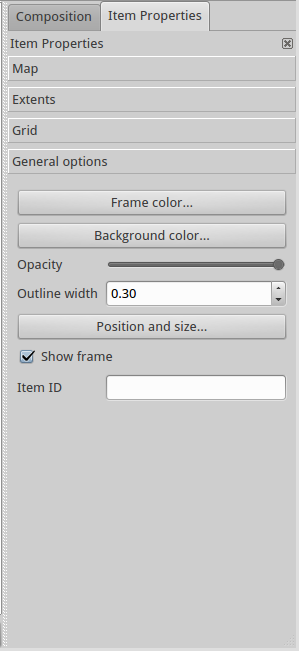 Composition Item Properties
Item Properties
Map
Extents
Grid
General options
Frame color...
Background color...
Opacity
Outline width 0.30
Position and size...
Show frame
Item ID